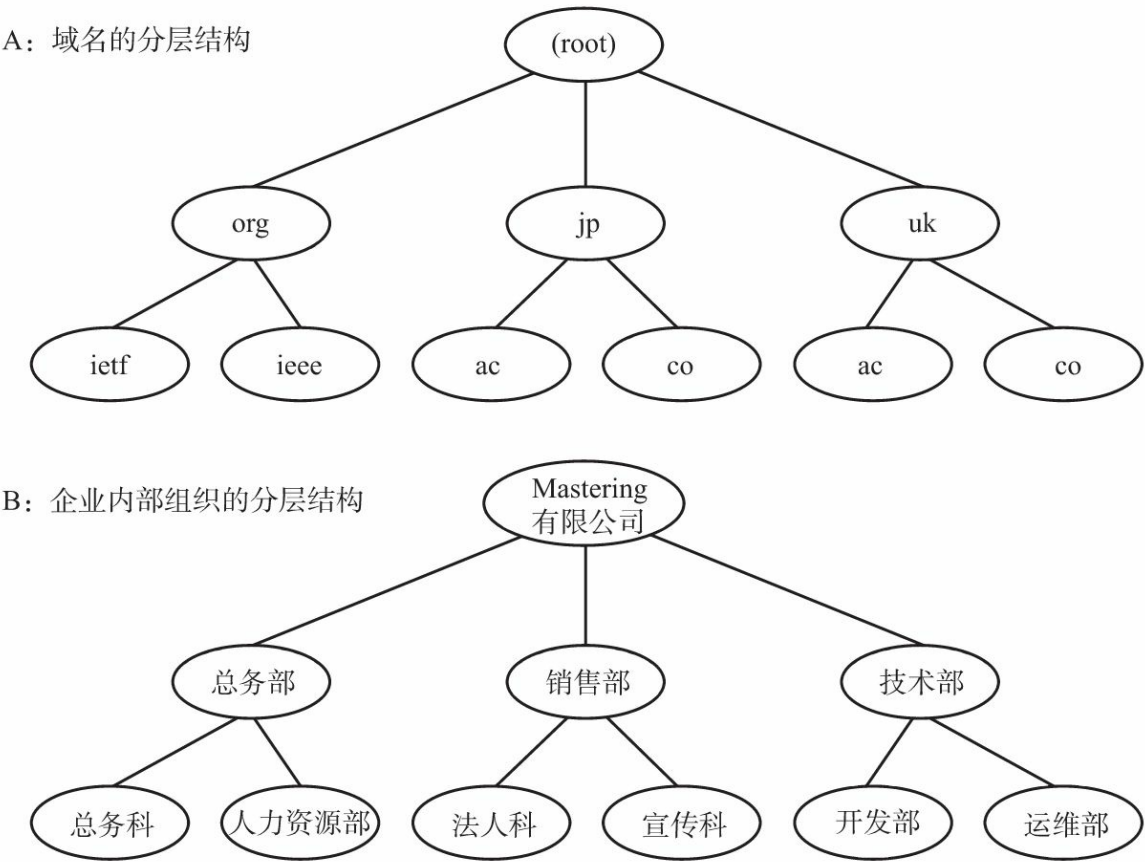 A：域名的分层结构
(root)
org
jp
uk
ietf
ieee
ac
co
ac
co
B：企业内部组织的分层结构
Mastering
有限公司
总务部
销售部
技术部
总务科
人力资源部
法人科
宣传科
开发部
运维部